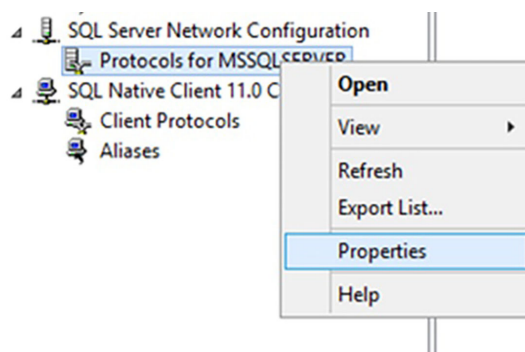 SQL Server Network Configuration
Protocols for MSSQLSERVER
SQL Native Client 11.0 C
Client Protocols
Aliases
Open
View
Refresh
Export List...
Properties
Help